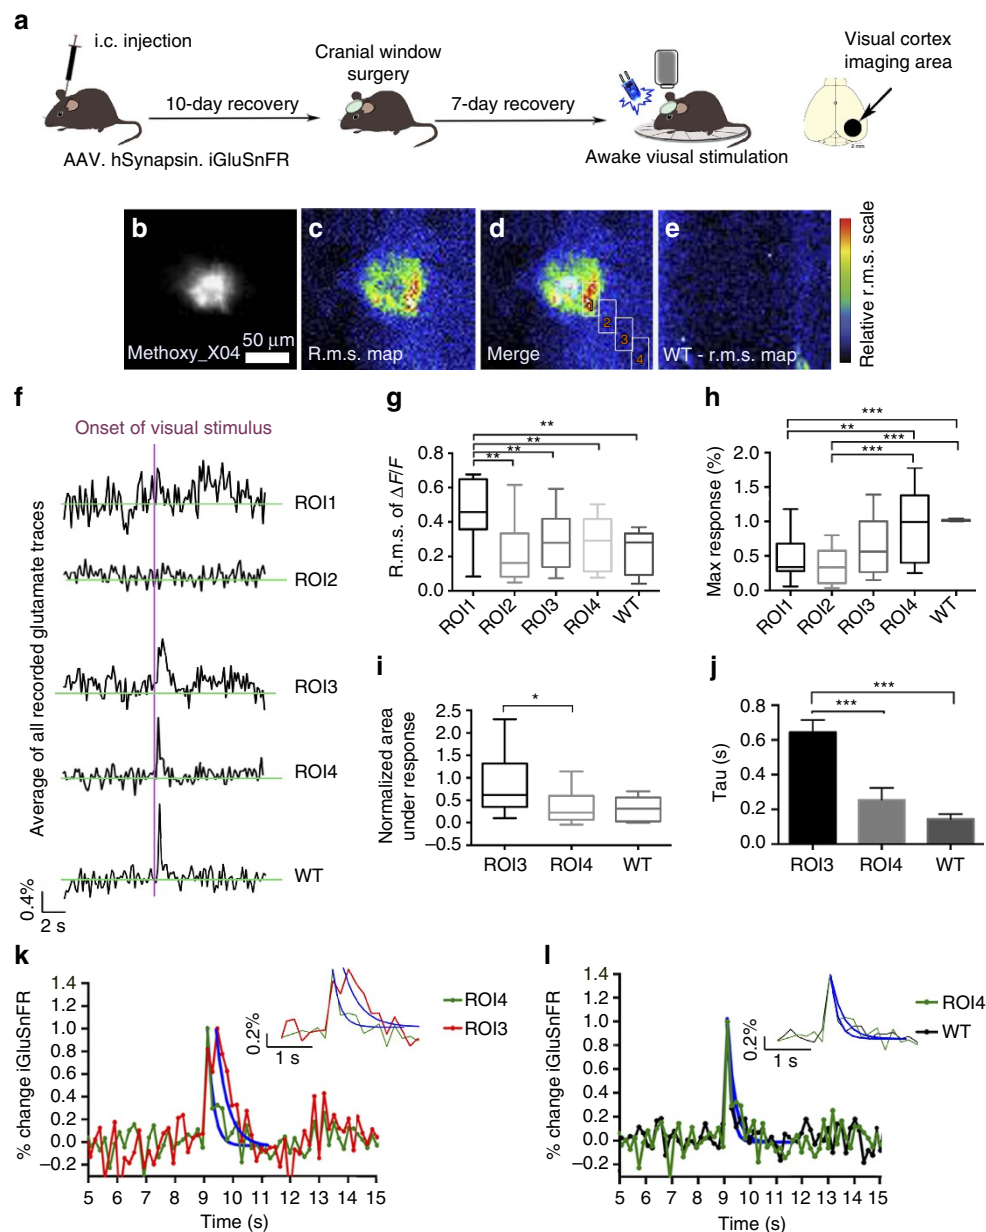 a
i.c. injection
Cranial window
surgery
Visual cortex
imaging area
10-day recovery
7-day recovery
AAV. hSynapsin. iGluSnFR
Awake viusal stimulation
2 mm
b
c
d
e
1
2
3
4
50 μm
Methoxy_X04
R.m.s. map
Merge
WT - r.m.s. map
Relative r.m.s. scale
f
Onset of visual stimulus
Average of all recorded glutamate traces
ROI1
ROI2
ROI3
ROI4
WT
0.4%
2 s
g
**
**
**
**
R.m.s. of ΔF/F
0.8
0.6
0.4
0.2
0.0
ROI1
ROI2
ROI3
ROI4
WT
h
***
**
***
***
Max response (%)
2.0
1.5
1.0
0.5
0.0
ROI1
ROI2
ROI3
ROI4
WT
i
*
Normalized area
under response
2.5
2.0
1.5
1.0
0.5
0.0
−0.5
ROI3
ROI4
WT
j
***
***
Tau (s)
0.8
0.6
0.4
0.2
0.0
ROI3
ROI4
WT
k
% change iGluSnFR
1.4
1.2
1.0
0.8
0.6
0.4
0.2
0.0
−0.2
0.2%
1 s
ROI4
ROI3
5 6 7 8 9 10 11 12 13 14 15
Time (s)
l
% change iGluSnFR
1.4
1.2
1.0
0.8
0.6
0.4
0.2
0.0
−0.2
0.2%
1 s
ROI4
WT
5 6 7 8 9 10 11 12 13 14 15
Time (s)